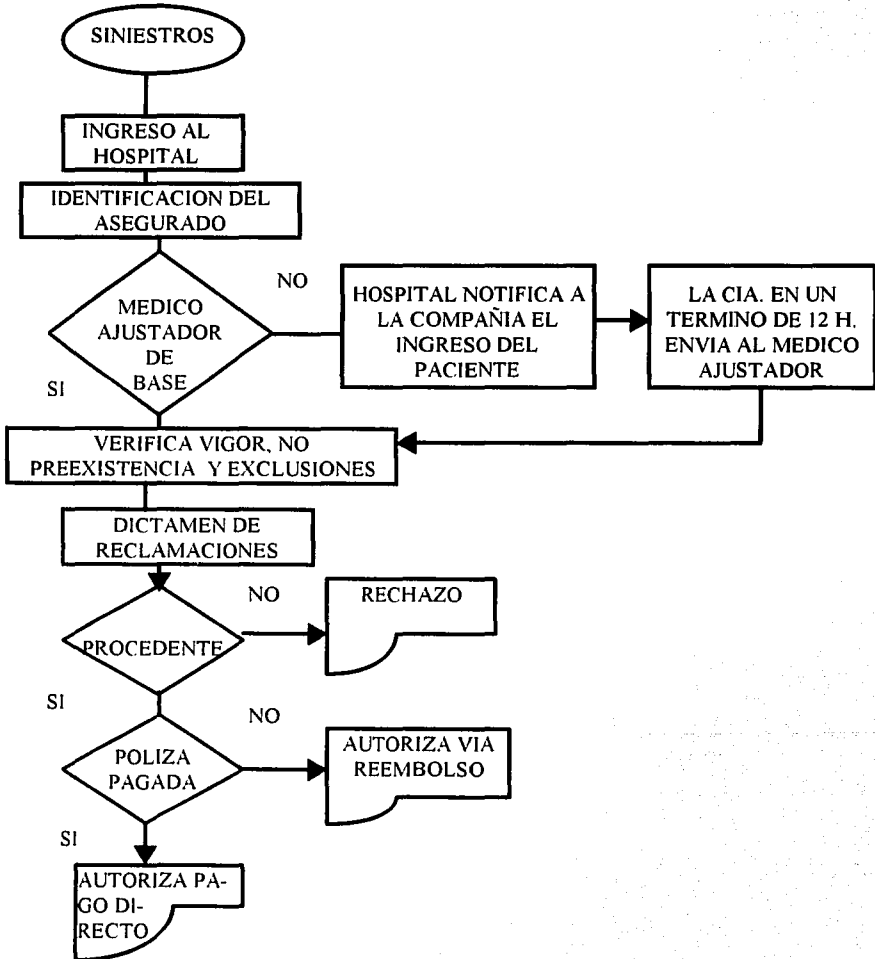 SINIESTROS
INGRESO AL
HOSPITAL
IDENTIFICACION DEL
ASEGURADO
MEDICO
AJUSTADOR
DE
BASE
NO
SI
HOSPITAL NOTIFICA A
LA COMPAÑIA EL
INGRESO DEL
PACIENTE
LA CIA. EN UN
TERMINO DE 12 H.
ENVIA AL MEDICO
AJUSTADOR
VERIFICA VIGOR, NO
PREEXISTENCIA Y EXCLUSIONES
DICTAMEN DE
RECLAMACIONES
PROCEDENTE
NO
RECHAZO
SI
POLIZA
PAGADA
NO
AUTORIZA VIA
REEMBOLSO
SI
AUTORIZA PA-
GO DI-
RECTO